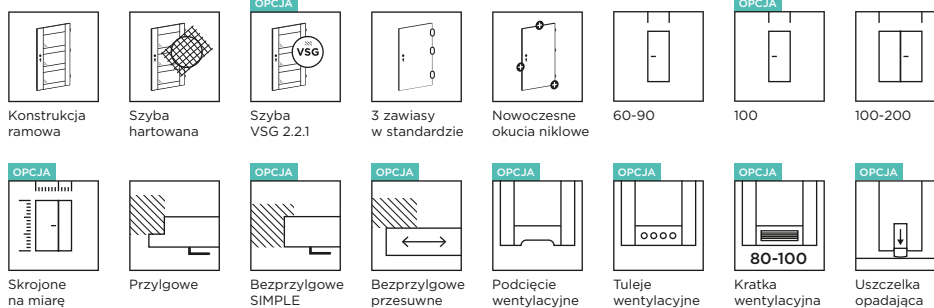 OPCJA
OPCJA
VSG
Konstrukcja
ramowa
Szyba
hartowana
Szyba
VSG 2.2.1
3 zawiasy
w standardzie
Nowoczesne
okucia niklowe
60-90
100
100-200
OPCJA
OPCJA
OPCJA
OPCJA
OPCJA
OPCJA
OPCJA
80-100
Skrojone
na miarę
Przylgowe
Bezprzylgowe
SIMPLE
Bezprzylgowe
przesuwne
Podcięcie
wentylacyjne
Tuleje
wentylacyjne
Kratka
wentylacyjna
Uszczelka
opadająca